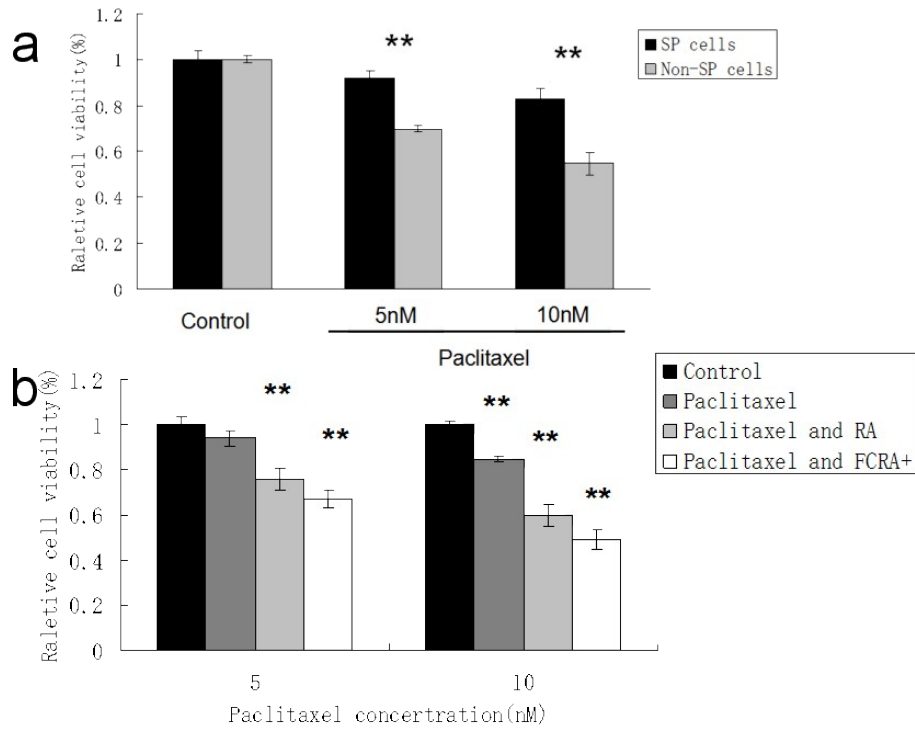 a
Raletive cell viability(%)
1.2
1
0.8
0.6
0.4
0.2
0
**
**
SP cells
Non-SP cells
Control
5nM
10nM
Paclitaxel
b
Raletive cell viability(%)
1.2
1
0.8
0.6
0.4
0.2
0
**
**
**
**
**
Control
Paclitaxel
Paclitaxel and RA
Paclitaxel and FCRA+
5
10
Paclitaxel concertration(nM)